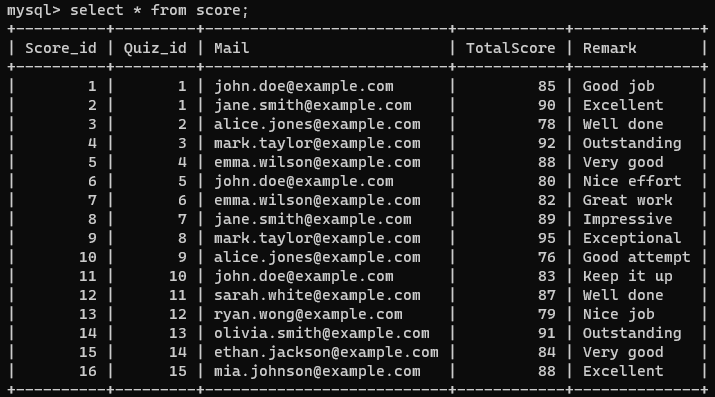 mysql> select * from score;
+----------+---------+--------------------------+------------+--------------+
| Score_id | Quiz_id | Mail                     | TotalScore | Remark       |
+----------+---------+--------------------------+------------+--------------+
|        1 |       1 | john.doe@example.com     |         85 | Good job     |
|        2 |       1 | jane.smith@example.com   |         90 | Excellent    |
|        3 |       2 | alice.jones@example.com  |         78 | Well done    |
|        4 |       3 | mark.taylor@example.com  |         92 | Outstanding  |
|        5 |       4 | emma.wilson@example.com  |         88 | Very good    |
|        6 |       5 | john.doe@example.com     |         80 | Nice effort  |
|        7 |       6 | emma.wilson@example.com  |         82 | Great work   |
|        8 |       7 | jane.smith@example.com   |         89 | Impressive   |
|        9 |       8 | mark.taylor@example.com  |         95 | Exceptional  |
|       10 |       9 | alice.jones@example.com  |         76 | Good attempt |
|       11 |      10 | john.doe@example.com     |         83 | Keep it up   |
|       12 |      11 | sarah.white@example.com  |         87 | Well done    |
|       13 |      12 | ryan.wong@example.com    |         79 | Nice job     |
|       14 |      13 | olivia.smith@example.com |         91 | Outstanding  |
|       15 |      14 | ethan.jackson@example.com |         84 | Very good    |
|       16 |      15 | mia.johnson@example.com  |         88 | Excellent    |
+----------+---------+--------------------------+------------+--------------+